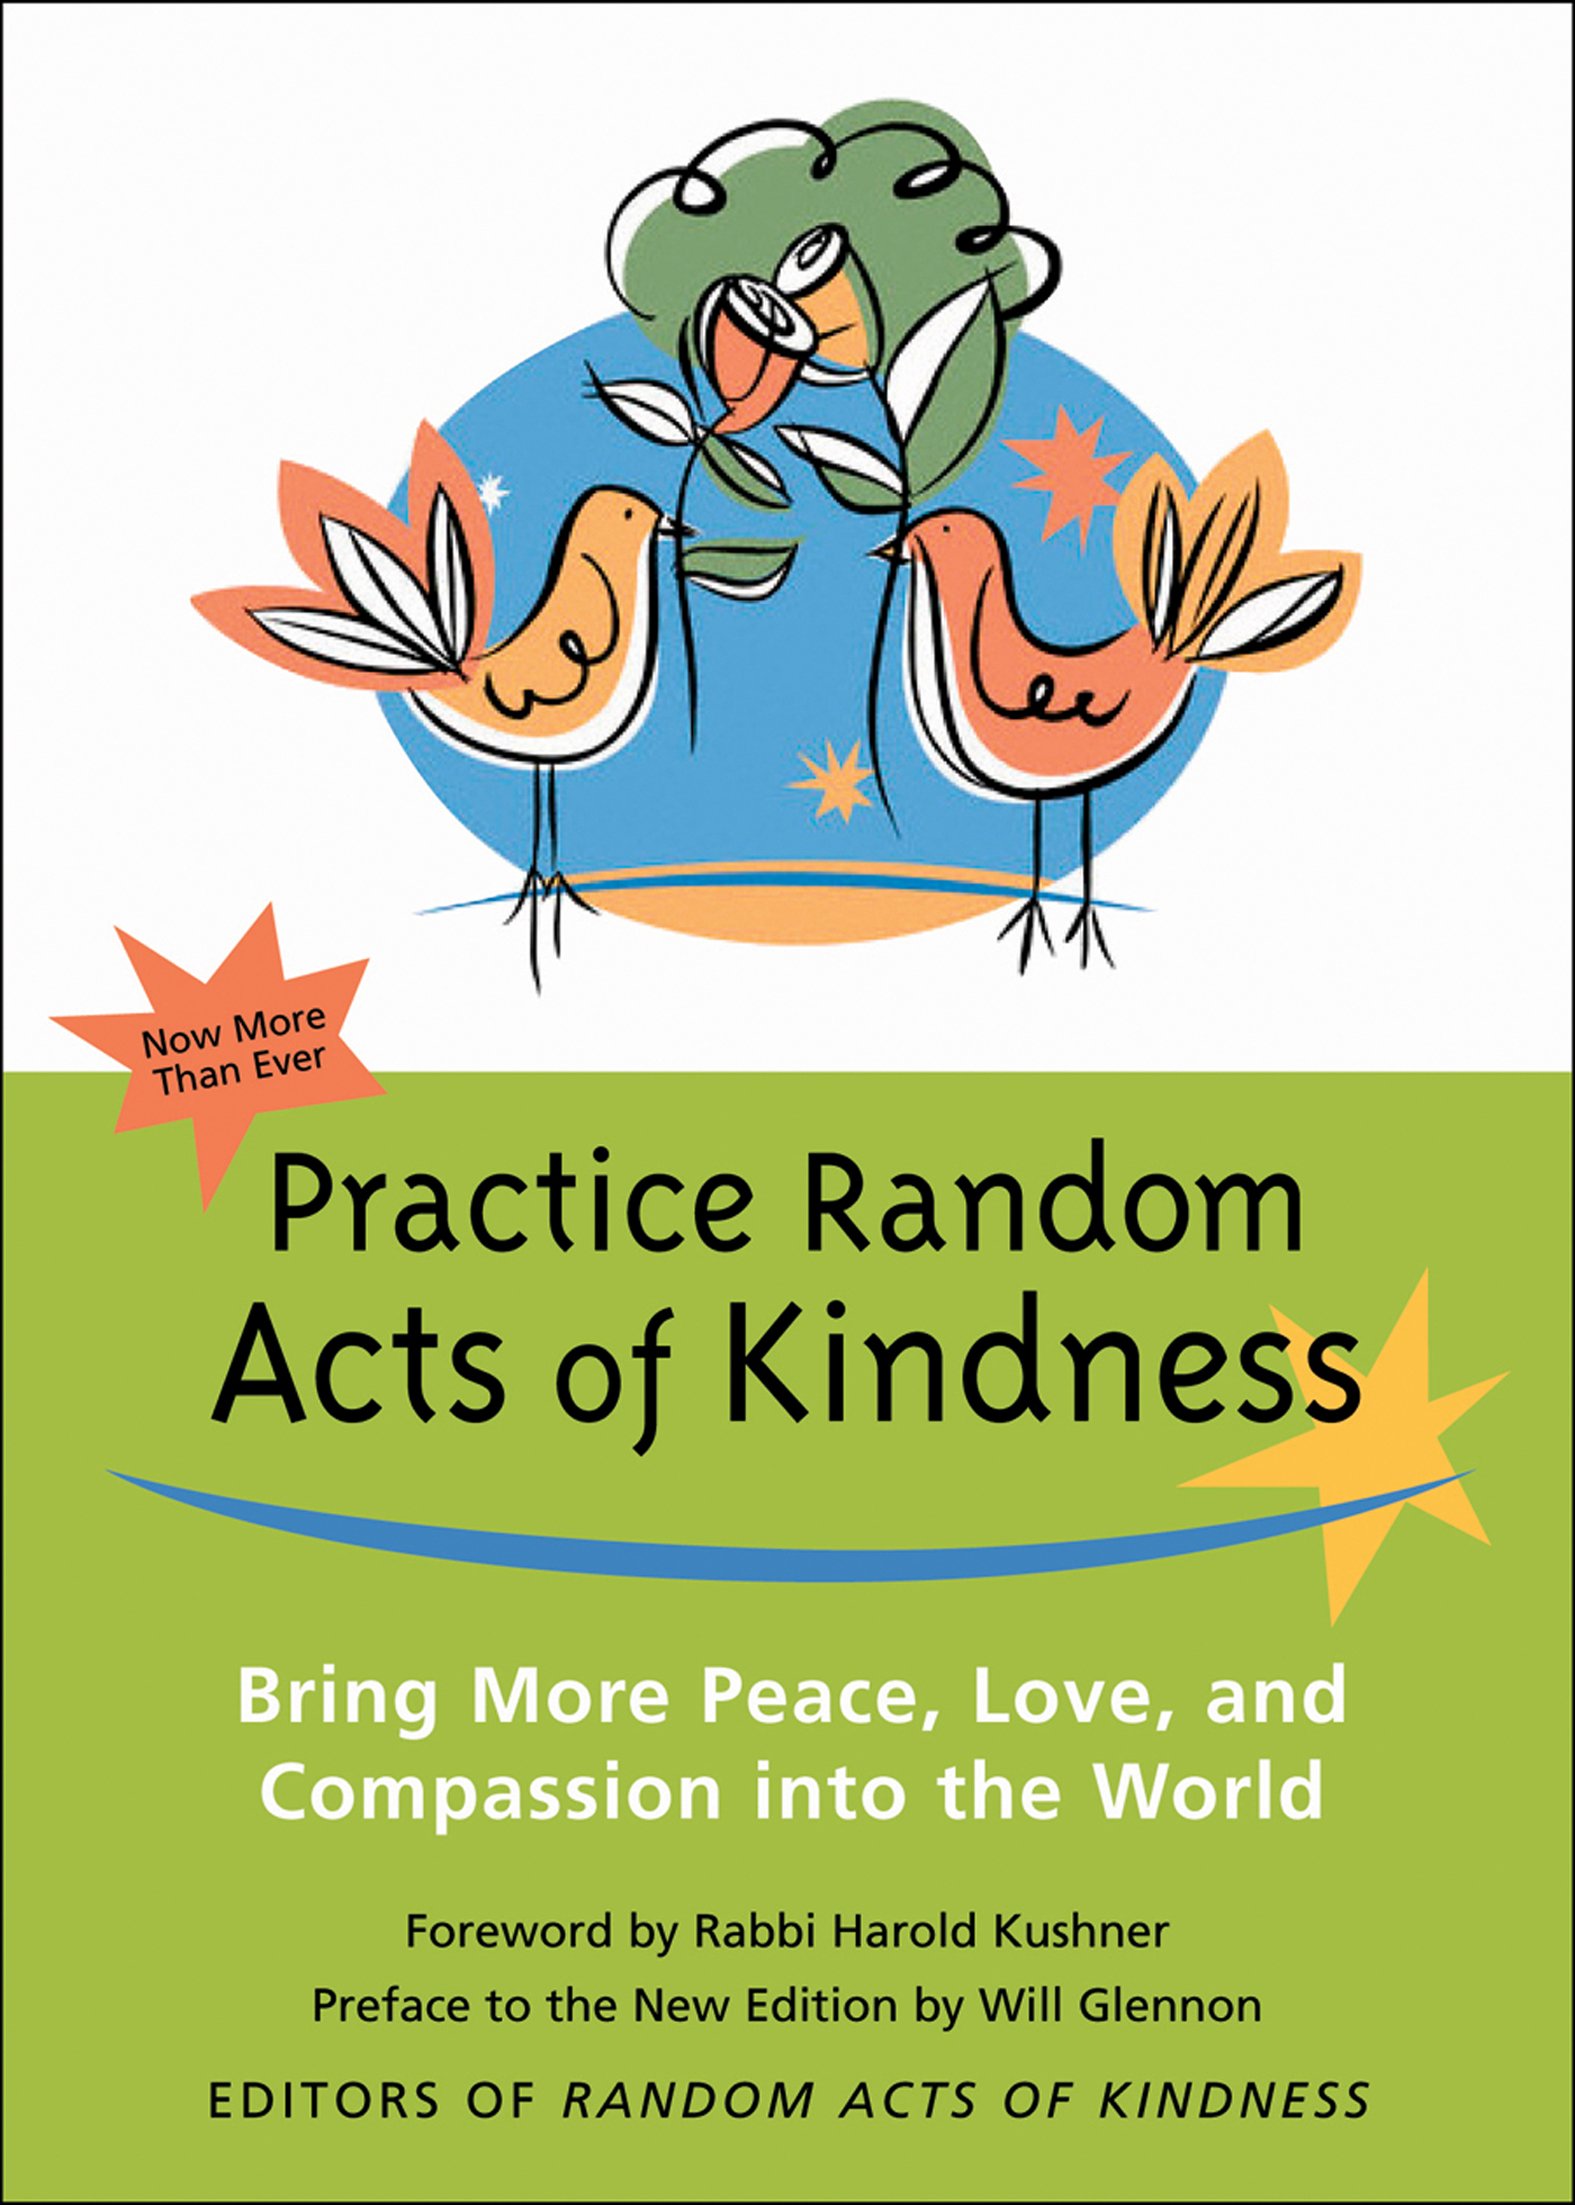 Now More
Than Ever
Practice Random
Acts of Kindness
Bring More Peace, Love, and
Compassion into the World
Foreword by Rabbi Harold Kushner
Preface to the New Edition by Will Glennon
EDITORS OF RANDOM ACTS OF KINDNESS